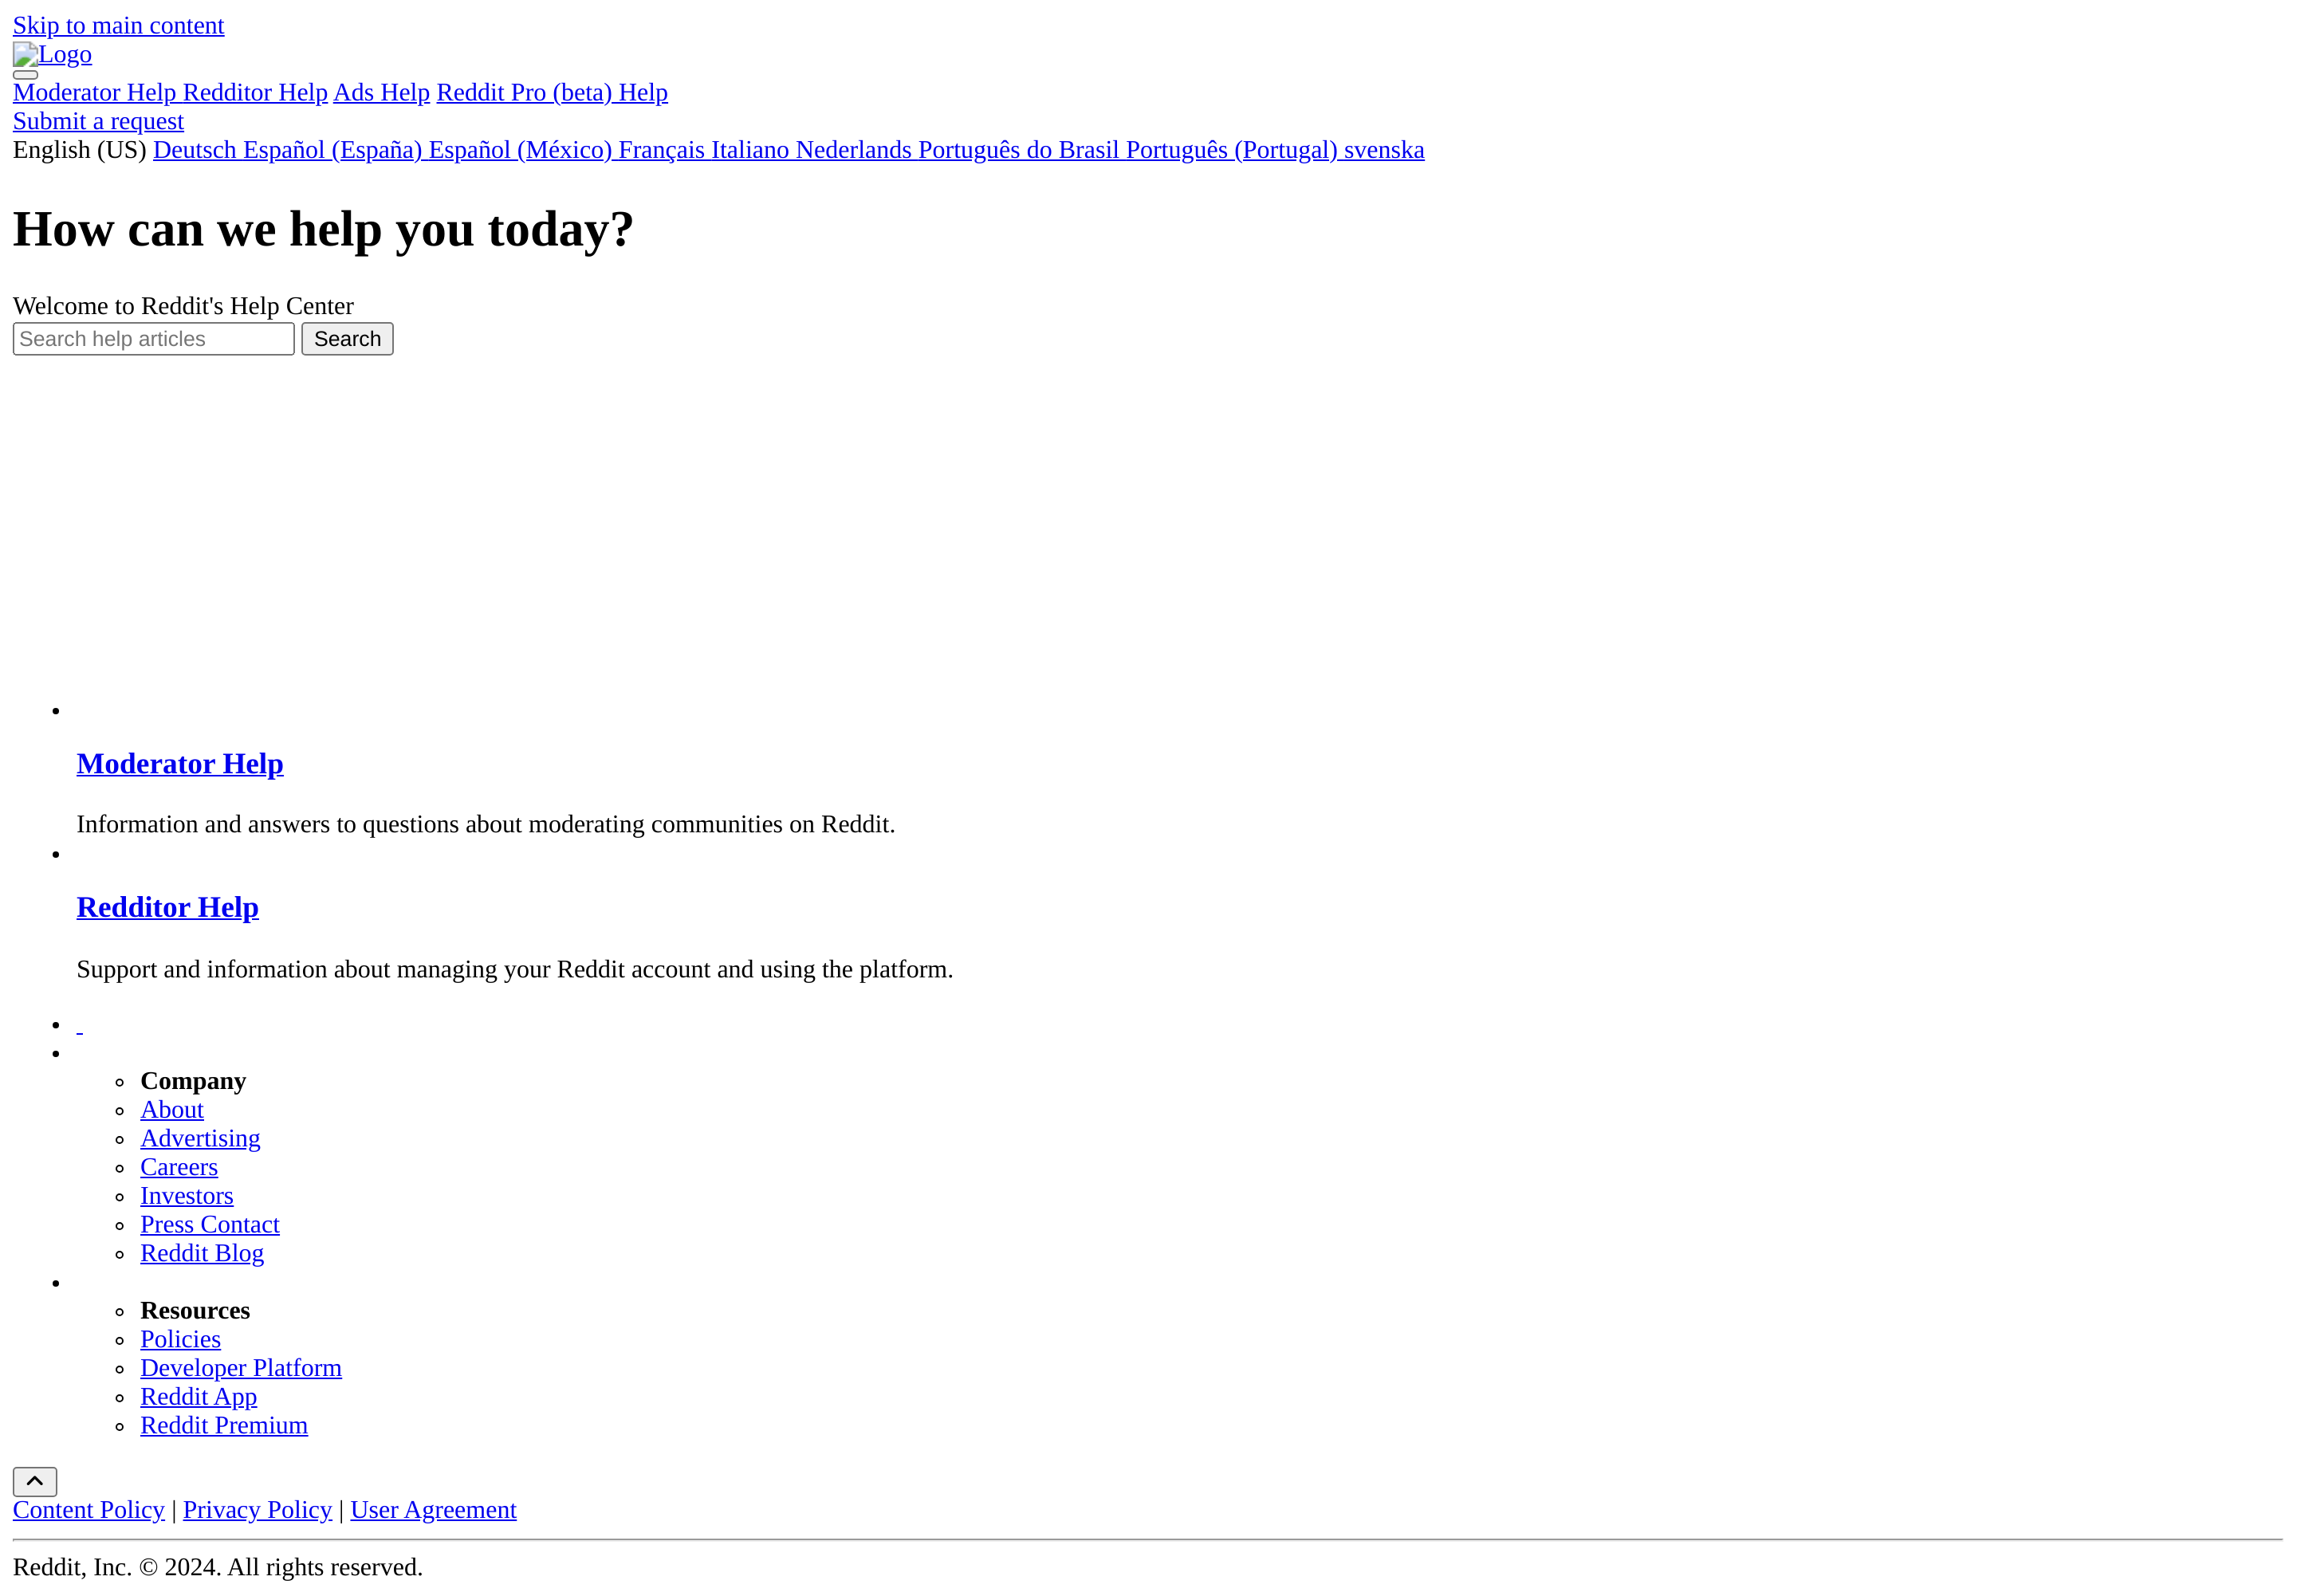 Skip to main content
Logo
Moderator Help Redditor Help Ads Help Reddit Pro (beta) Help
Submit a request
English (US) Deutsch Español (España) Español (México) Français Italiano Nederlands Português do Brasil Português (Portugal) svenska
How can we help you today?
Welcome to Reddit's Help Center
Search help articles Search
Moderator Help
Information and answers to questions about moderating communities on Reddit.
Redditor Help
Support and information about managing your Reddit account and using the platform.
Company
About
Advertising
Careers
Investors
Press Contact
Reddit Blog
Resources
Policies
Developer Platform
Reddit App
Reddit Premium
Content Policy | Privacy Policy | User Agreement
Reddit, Inc. © 2024. All rights reserved.